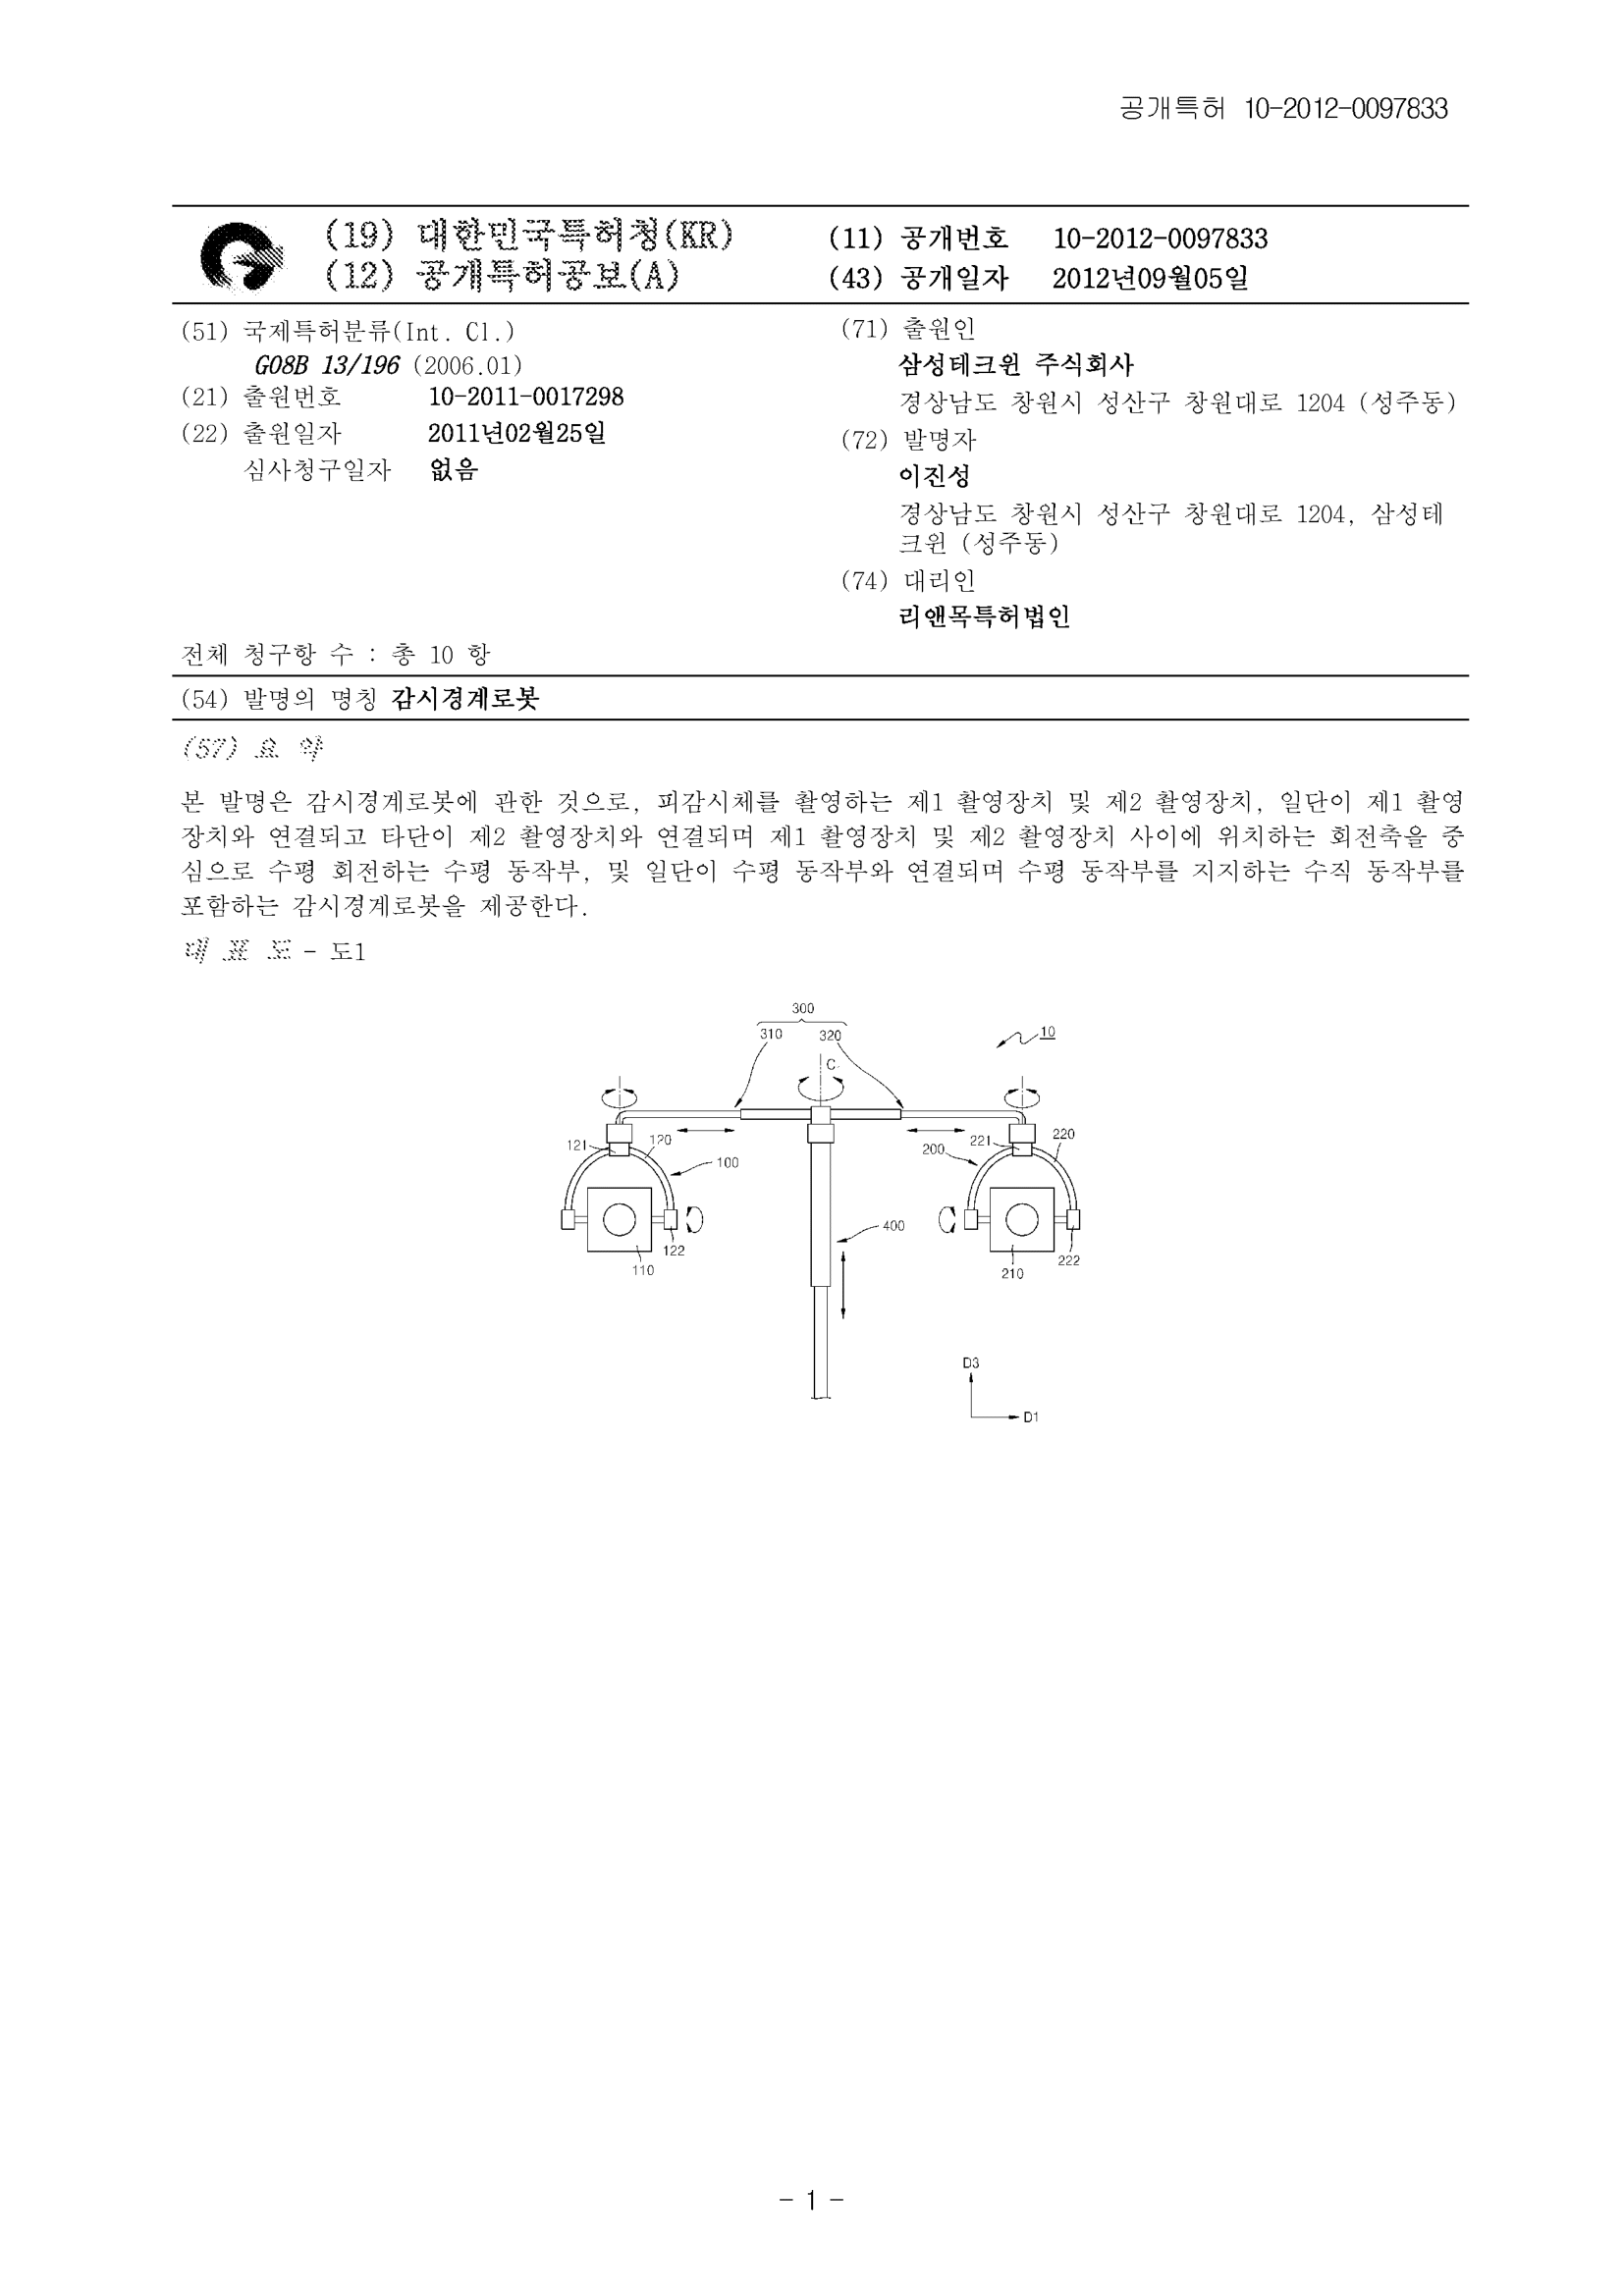 공개특허 10-2012-0097833
(19) 대한민국특허청(KR)
(12) 공개특허공보(A)
(11) 공개번호 10-2012-0097833
(43) 공개일자 2012년09월05일
(51) 국제특허분류(Int. Cl.)
G08B 13/196 (2006.01)
(21) 출원번호 10-2011-0017298
(22) 출원일자 2011년02월25일
심사청구일자 없음
전체 청구항 수 : 총 10 항
(71) 출원인
삼성테크윈 주식회사
경상남도 창원시 성산구 창원대로 1204 (성주동)
(72) 발명자
이진성
경상남도 창원시 성산구 창원대로 1204, 삼성테
크윈 (성주동)
(74) 대리인
리앤목특허법인
(54) 발명의 명칭 감시경계로봇
(57) 요 약
본 발명은 감시경계로봇에 관한 것으로, 피감시체를 촬영하는 제1 촬영장치 및 제2 촬영장치, 일단이 제1 촬영
장치와 연결되고 타단이 제2 촬영장치와 연결되며 제1 촬영장치 및 제2 촬영장치 사이에 위치하는 회전축을 중
심으로 수평 회전하는 수평 동작부, 및 일단이 수평 동작부와 연결되며 수평 동작부를 지지하는 수직 동작부를
포함하는 감시경계로봇을 제공한다.
대 표 도 - 도1
300
310 320
10
C
121 120
100
200 221 220
400
122
110
222
210
D3
D1
- 1 -